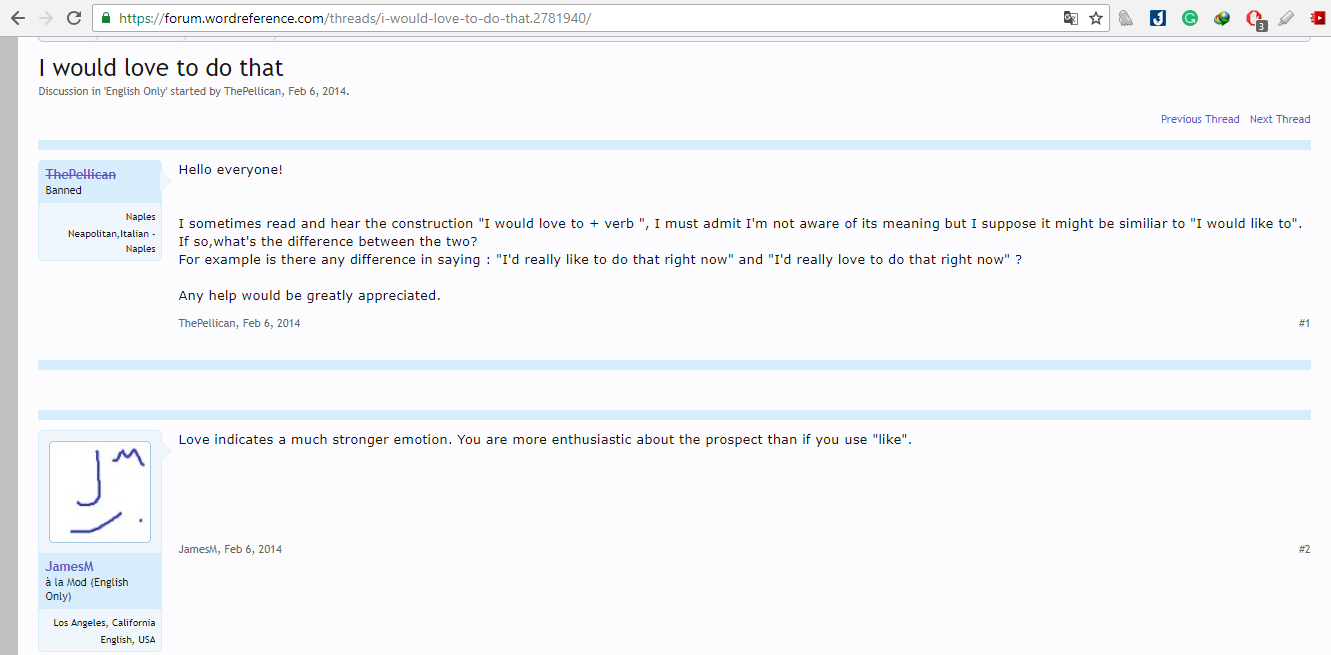 https://forum.wordreference.com/threads/i-would-love-to-do-that.2781940/
3
I would love to do that
Discussion in 'English Only' started by ThePellican, Feb 6, 2014.
Previous Thread Next Thread
ThePellican
Banned
Naples
Neapolitan,Italian -
Naples
Hello everyone!
I sometimes read and hear the construction "I would love to + verb ", I must admit I'm not aware of its meaning but I suppose it might be similiar to "I would like to".
If so,what's the difference between the two?
For example is there any difference in saying : "I'd really like to do that right now" and "I'd really love to do that right now" ?
Any help would be greatly appreciated.
ThePellican, Feb 6, 2014
#1
JM
JamesM
à la Mod (English
Only)
Los Angeles, California
English, USA
Love indicates a much stronger emotion. You are more enthusiastic about the prospect than if you use "like".
JamesM, Feb 6, 2014
#2